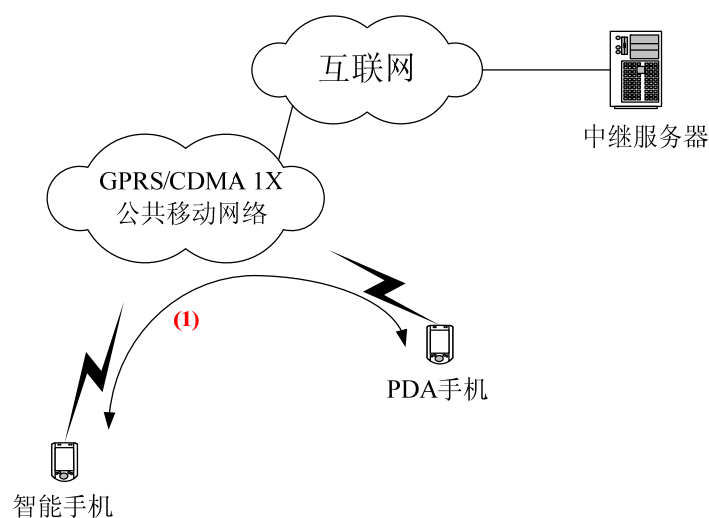 互联网
中继服务器
GPRS/CDMA 1X
公共移动网络
(1)
PDA手机
智能手机